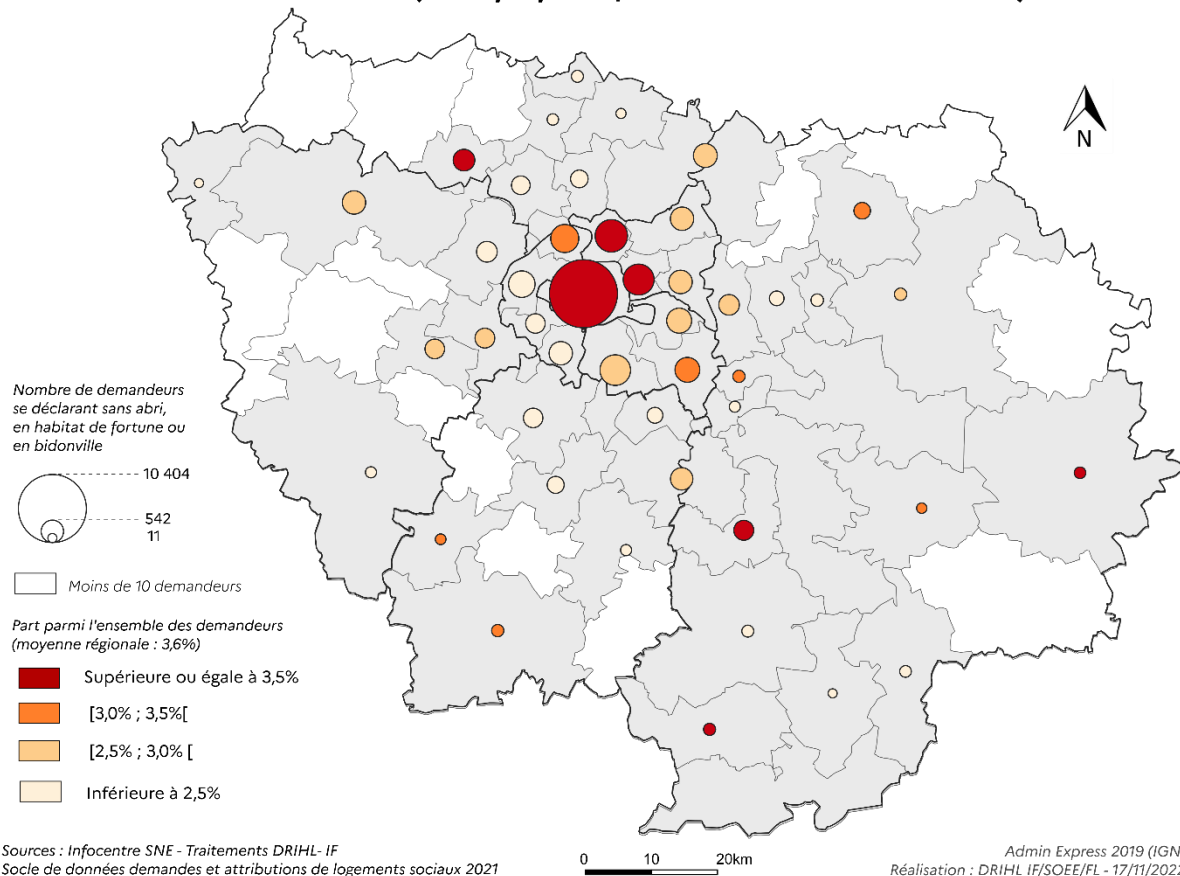 N
Nombre de demandeurs
se déclarant sans abri,
en habitat de fortune ou
en bidonville
10 404
542
11
Moins de 10 demandeurs
Part parmi l'ensemble des demandeurs
(moyenne régionale : 3,6%)
Supérieure ou égale à 3,5%
[3,0% ; 3,5%[
[2,5% ; 3,0% [
Inférieure à 2,5%
Sources : Infocentre SNE - Traitements DRIHL- IF
Socle de données demandes et attributions de logements sociaux 2021
0 10 20km
Admin Express 2019 (IGN
Réalisation : DRIHL IF/SOEE/FL - 17/11/2022